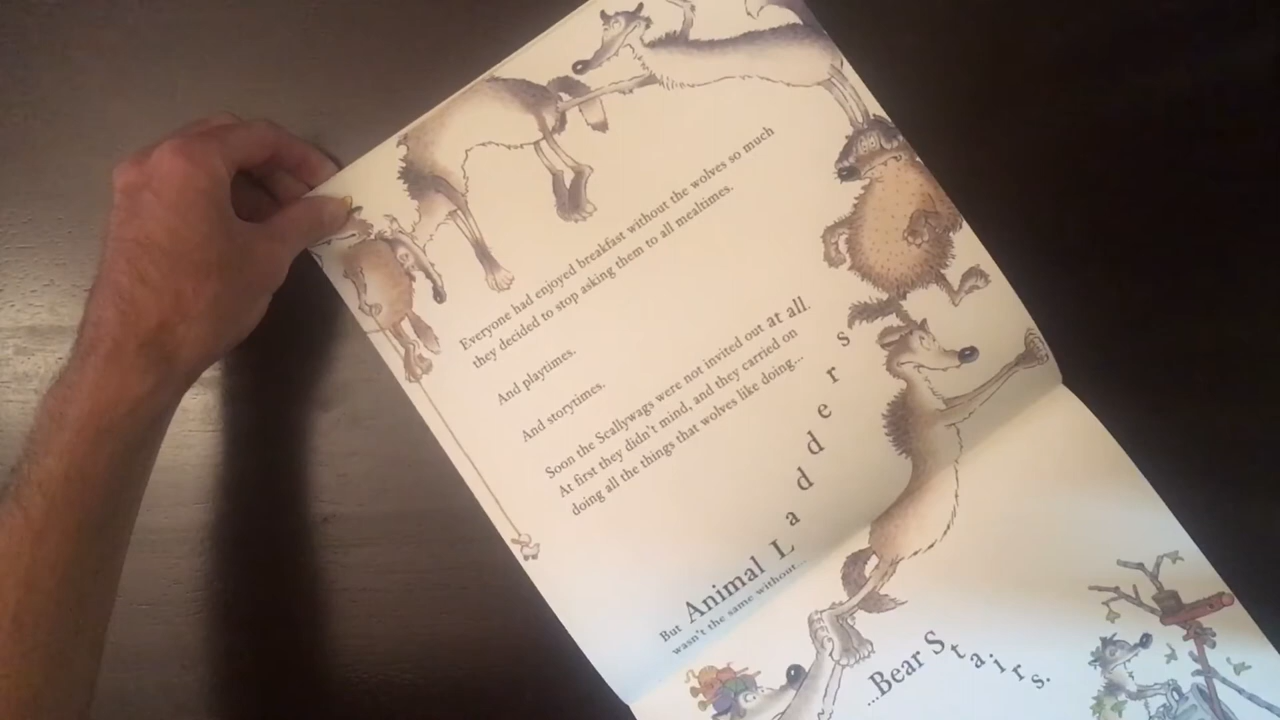 Everyone had enjoyed breakfast without the wolves so much
they decided to stop asking them to all mealtimes.
And playtimes.
And storytimes.
Soon the Scallywags were not invited out at all.
At first they didn't mind, and they carried on
doing all the things that wolves like doing...
But Animal Ladders
wasn't the same without...
...Bear Stairs.